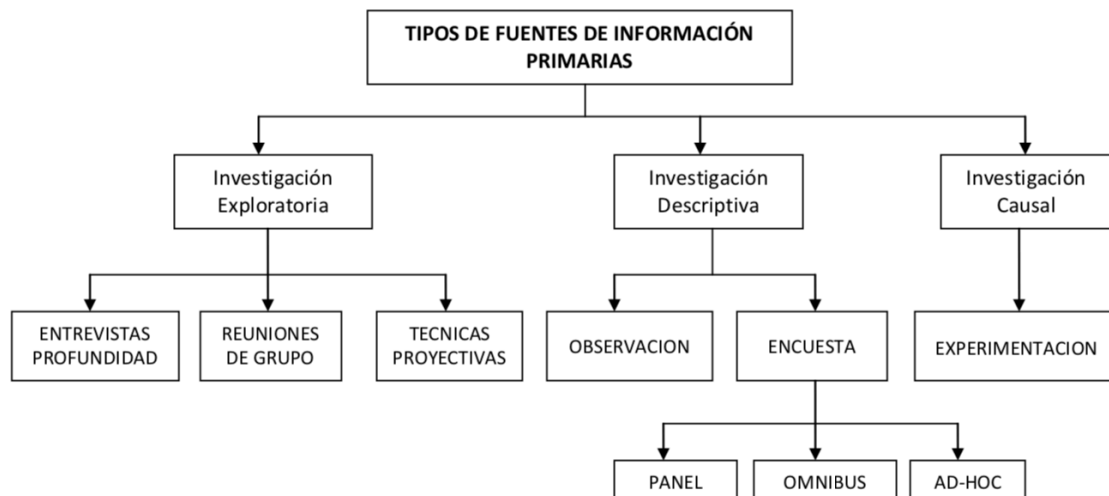 TIPOS DE FUENTES DE INFORMACIÓN
PRIMARIAS
Investigación
Exploratoria
Investigación
Descriptiva
Investigación
Causal
ENTREVISTAS
PROFUNDIDAD
REUNIONES
DE GRUPO
TECNICAS
PROYECTIVAS
OBSERVACION
ENCUESTA
EXPERIMENTACION
PANEL
OMNIBUS
AD-HOC